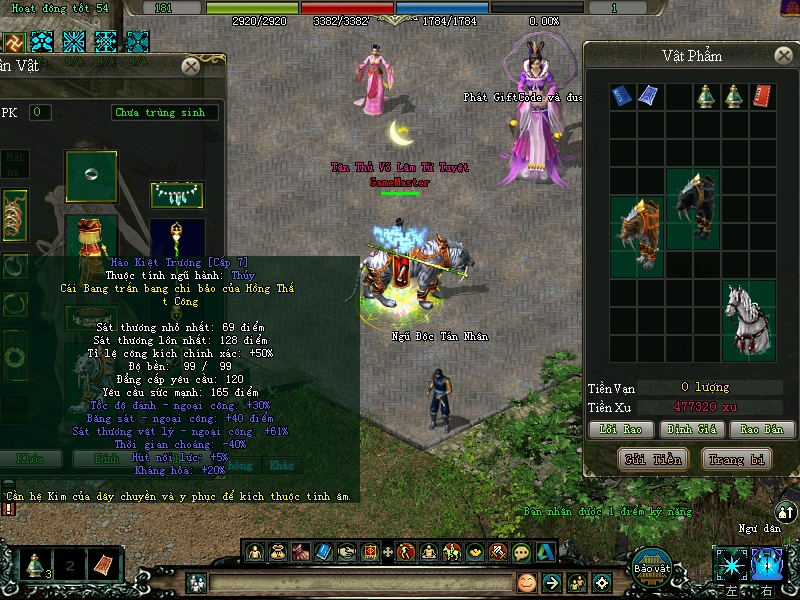 Hoạt động tốt 54
181
1
2920/2920
3382/3382
1784/1784
0.00%
ân Vật
PK
0
Chưa trùng sinh
Phát GiftCode và đua
Tân Thủ Võ Lâm Tứ Tuyệt
GameMaster
Ngũ Độc Tán Nhân
Hào Kiệt Trượng [Cấp 7]
Thuộc tính ngũ hành: Thủy
Cái Bang trấn bang chi bảo của Hồng Thấ
t Công
Sát thương nhỏ nhất: 69 điểm
Sát thương lớn nhất: 128 điểm
Tỉ lệ công kích chính xác: +50%
Độ bền: 99 / 99
Đẳng cấp yêu cầu: 120
Yêu cầu sức mạnh: 165 điểm
Tốc độ đánh - ngoại công: +30%
Băng sát - ngoại công: +40 điểm
Sát thương vật lý - ngoại công: +61%
Thời gian choáng: -40%
Hút nội lực: +5%
Kháng hỏa: +20%
Cần hệ Kim của dây chuyền và y phục để kích thuộc tính ẩm.
Khóa
Khác
Vật Phẩm
Tiền Vạn
0 lượng
Tiền Xu
477320 xu
Lời Rao
Định Giá
Rao Bán
Gửi Tiền
Trang bị
Bạn nhận được 1 điểm kỹ năng
Ngư dân
3
2
Bảo vật
左
右